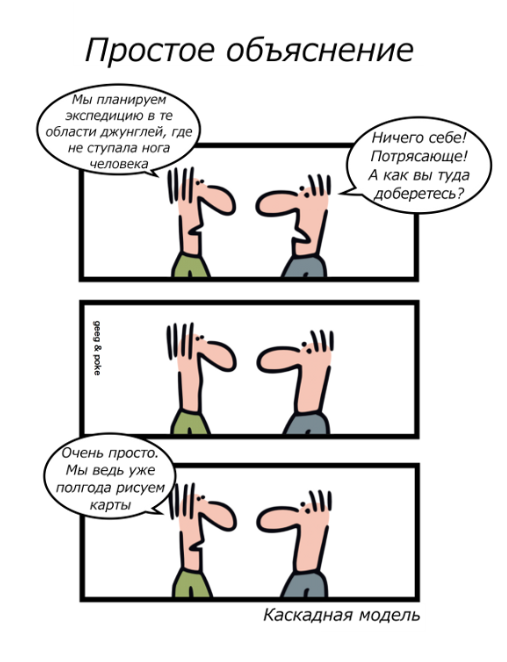 Простое объяснение
Мы планируем
экспедицию в те
области джунглей, где
не ступала нога
человека
Ничего себе!
Потрясающе!
А как вы туда
доберетесь?
geeg & poke
Очень просто.
Мы ведь уже
полгода рисуем
карты
Каскадная модель